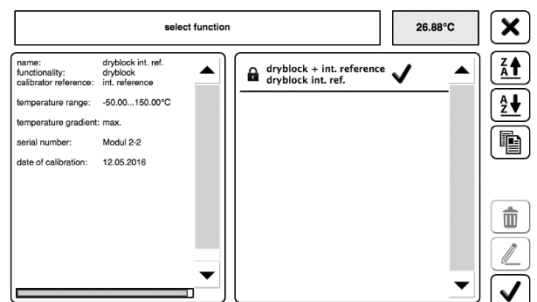 select function
26.88°C
name: dryblock int. ref.
functionality: dryblock
calibrator reference: int. reference
temperature range: -50.00...150.00°C
temperature gradient: max.
serial number: Modul 2-2
date of calibration: 12.05.2016
dryblock + int. reference
dryblock int. ref.
Z
A
A
Z